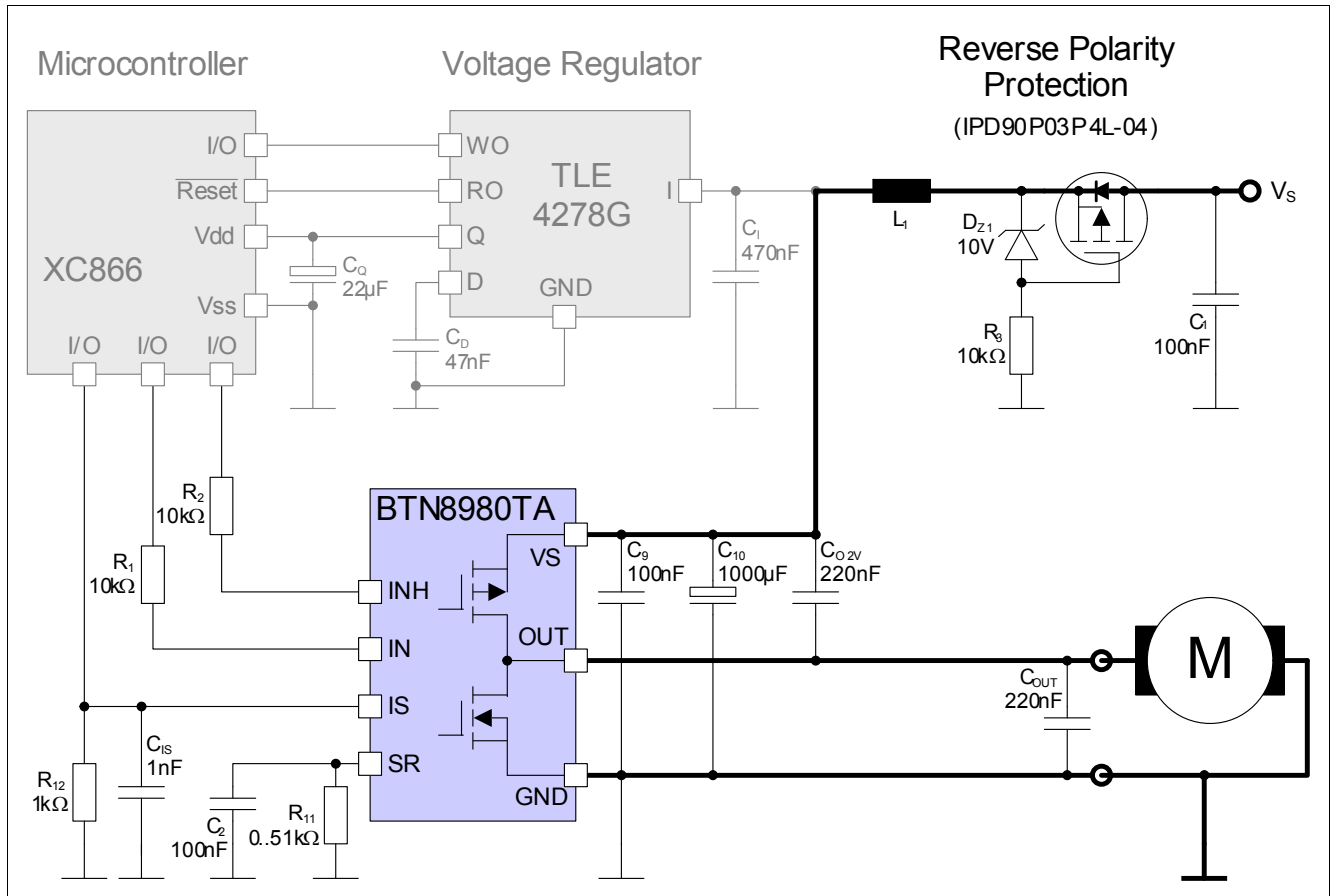 Microcontroller
Voltage Regulator
Reverse Polarity
Protection
(IPD90P03P4L-04)
XC866
I/O
Reset
Vdd
Vss
I/O
I/O
I/O
TLE
4278G
WO
RO
Q
D
GND
I
CQ
22µF
CD
47nF
CI
470nF
L1
DZ1
10V
R3
10kΩ
VS
C1
100nF
R2
10kΩ
R1
10kΩ
BTN8980TA
VS
INH
OUT
IN
IS
SR
GND
C9
100nF
C10
1000µF
CO2V
220nF
COUT
220nF
M
R12
1kΩ
CIS
1nF
C2
100nF
R11
0..51kΩ